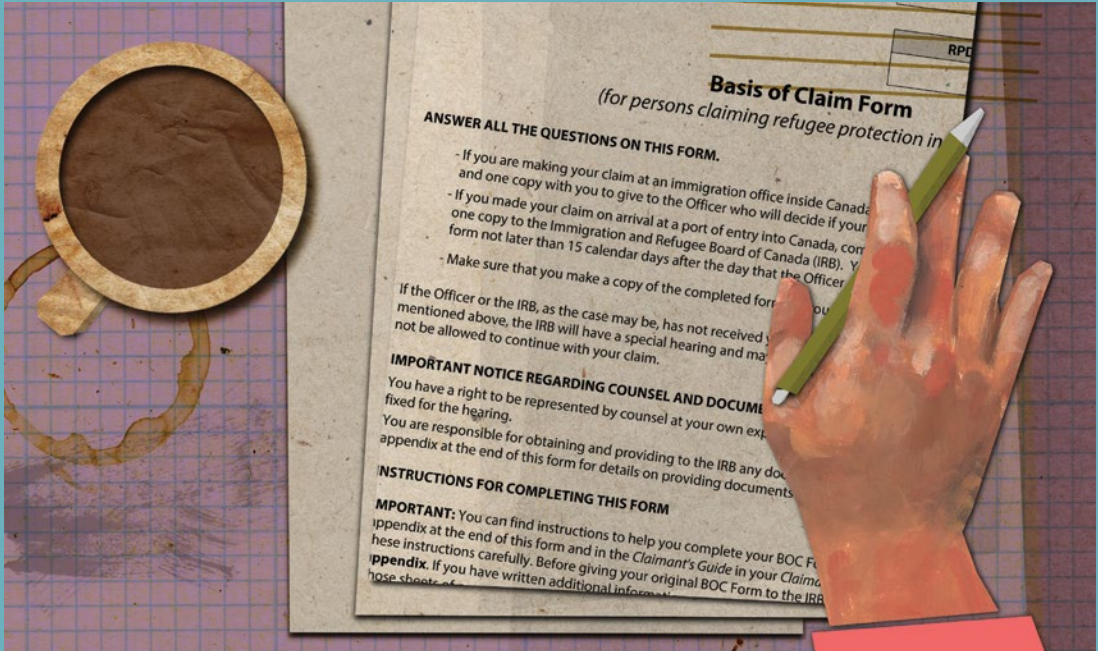 RPD
Basis of Claim Form
(for persons claiming refugee protection in
ANSWER ALL THE QUESTIONS ON THIS FORM.
- If you are making your claim at an immigration office inside Canada
and one copy with you to give to the Officer who will decide if your
- If you made your claim on arrival at a port of entry into Canada, com
one copy to the Immigration and Refugee Board of Canada (IRB). Y
form not later than 15 calendar days after the day that the Officer
- Make sure that you make a copy of the completed for
If the Officer or the IRB, as the case may be, has not received
mentioned above, the IRB will have a special hearing and ma
not be allowed to continue with your claim.
IMPORTANT NOTICE REGARDING COUNSEL AND DOCUME
You have a right to be represented by counsel at your own exp
fixed for the hearing.
You are responsible for obtaining and providing to the IRB any doc
appendix at the end of this form for details on providing documents
NSTRUCTIONS FOR COMPLETING THIS FORM
MPORTANT: You can find instructions to help you complete your BOC F
ppendix at the end of this form and in the Claimant's Guide in your Claima
hese instructions carefully. Before giving your original BOC Form to the IRB
ppendix. If you have written additional informati
hose sheets of